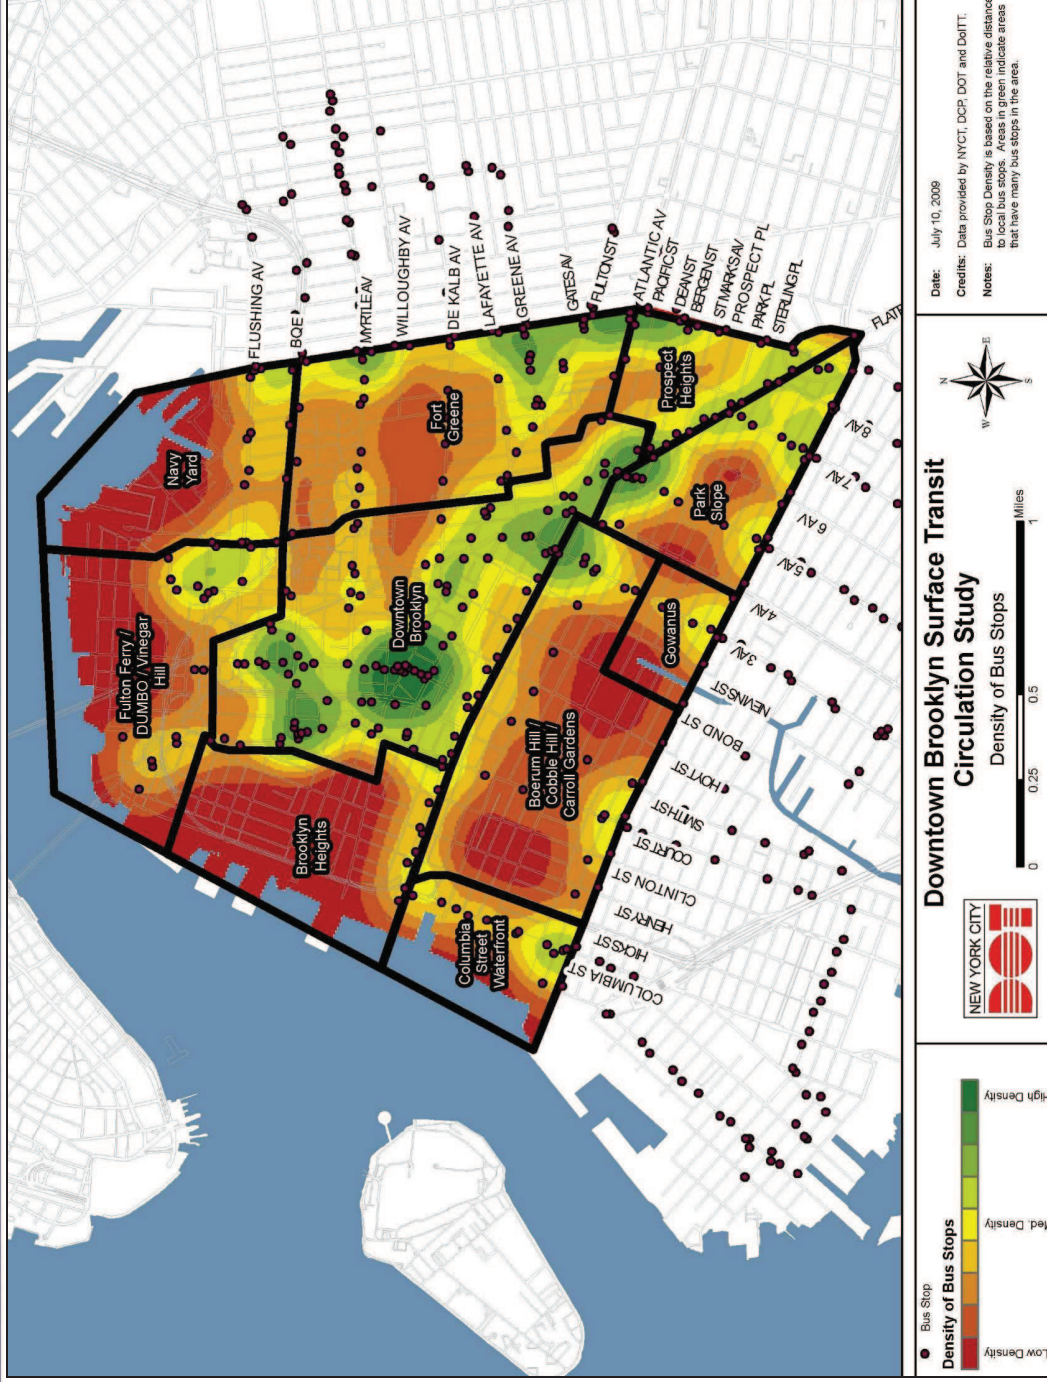 Navy
Yard
Fulton Ferry /
DUMBO / Vinegar
Hill
Brooklyn
Heights
Downtown
Brooklyn
Fort
Greene
Prospect
Heights
Park
Slope
Gowanus
Boerum Hill /
Cobble Hill /
Carroll Gardens
Columbia
Street
Waterfront
FLUSHING AV
BQE
MYRTLE AV
WILLOUGHBY AV
DE KALB AV
LAFAYETTE AV
GREENE AV
GATES AV
FULTON ST
ATLANTIC AV
PACIFIC ST
DEAN ST
BERGEN ST
ST MARKS AV
PROSPECT PL
PARK PL
STERLING PL
FLATB
8 AV
7 AV
6 AV
5 AV
4 AV
3 AV
NEVINS ST
BOND ST
HOYT ST
SMITH ST
COURT ST
CLINTON ST
HENRY ST
HICKS ST
COLUMBIA ST
Bus Stop
Density of Bus Stops
Low Density
Med. Density
High Density
NEW YORK CITY
DOT
Downtown Brooklyn Surface Transit
Circulation Study
Density of Bus Stops
0 0.25 0.5 1
Miles
N
W E
S
Date: July 10, 2009
Credits: Data provided by NYCT, DCP, DOT and DoITT.
Notes: Bus Stop Density is based on the relative distance
to local bus stops. Areas in green indicate areas
that have many bus stops in the area.